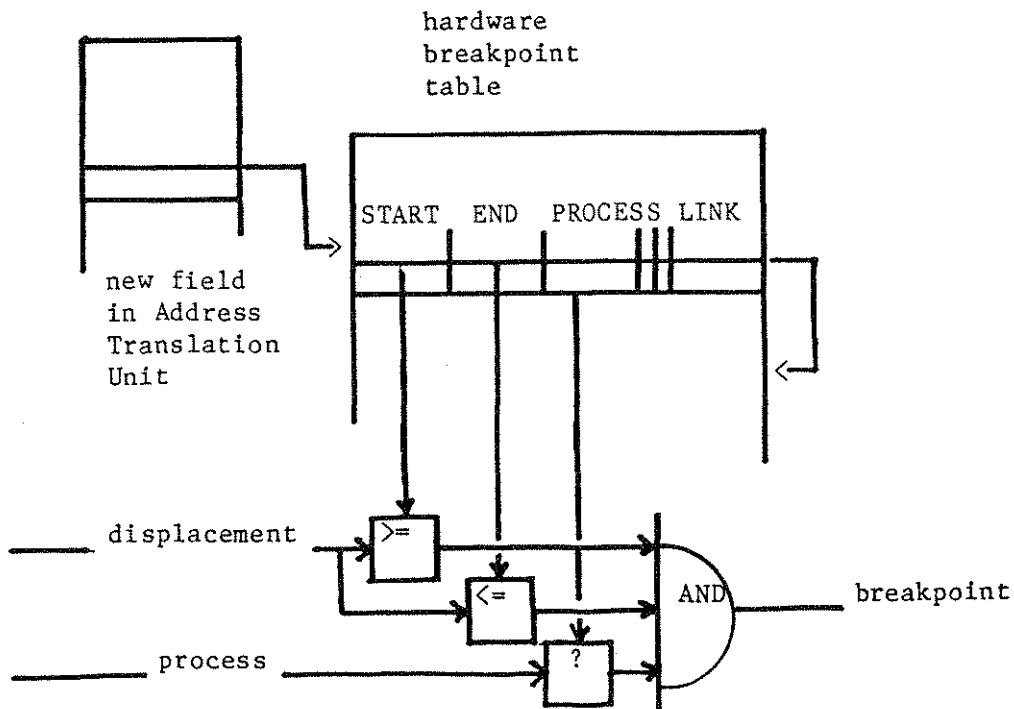 hardware
breakpoint
table
START END PROCESS LINK
new field
in Address
Translation
Unit
displacement
>=
<=
AND
breakpoint
process
?